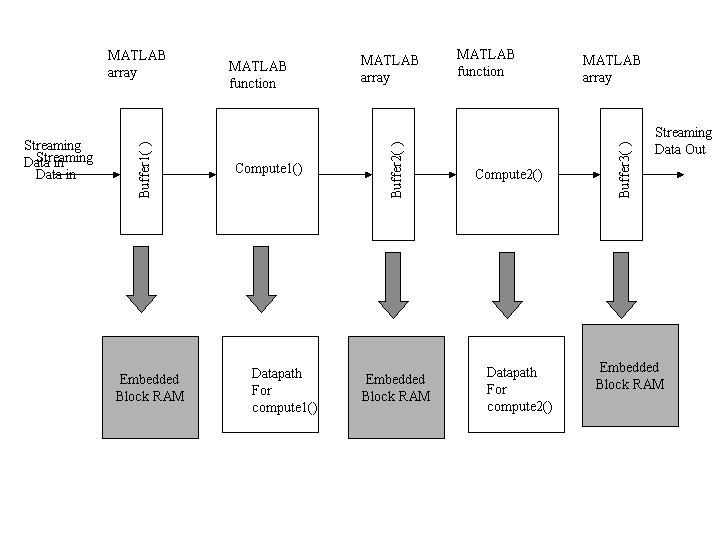 MATLAB
array
MATLAB
function
MATLAB
array
MATLAB
function
MATLAB
array
Streaming
Data in
Streaming
Data in
Buffer1( )
Compute1()
Buffer2( )
Compute2()
Buffer3( )
Streaming
Data Out
Embedded
Block RAM
Datapath
For
compute1()
Embedded
Block RAM
Datapath
For
compute2()
Embedded
Block RAM